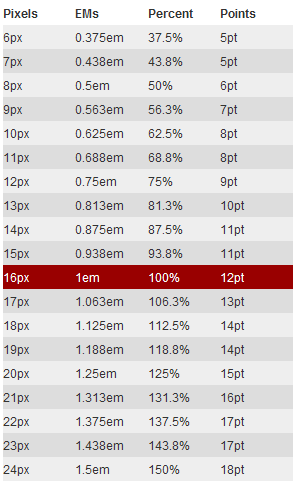 Pixels EMs Percent Points
6px 0.375em 37.5% 5pt
7px 0.438em 43.8% 5pt
8px 0.5em 50% 6pt
9px 0.563em 56.3% 7pt
10px 0.625em 62.5% 8pt
11px 0.688em 68.8% 8pt
12px 0.75em 75% 9pt
13px 0.813em 81.3% 10pt
14px 0.875em 87.5% 11pt
15px 0.938em 93.8% 11pt
16px 1em 100% 12pt
17px 1.063em 106.3% 13pt
18px 1.125em 112.5% 14pt
19px 1.188em 118.8% 14pt
20px 1.25em 125% 15pt
21px 1.313em 131.3% 16pt
22px 1.375em 137.5% 17pt
23px 1.438em 143.8% 17pt
24px 1.5em 150% 18pt